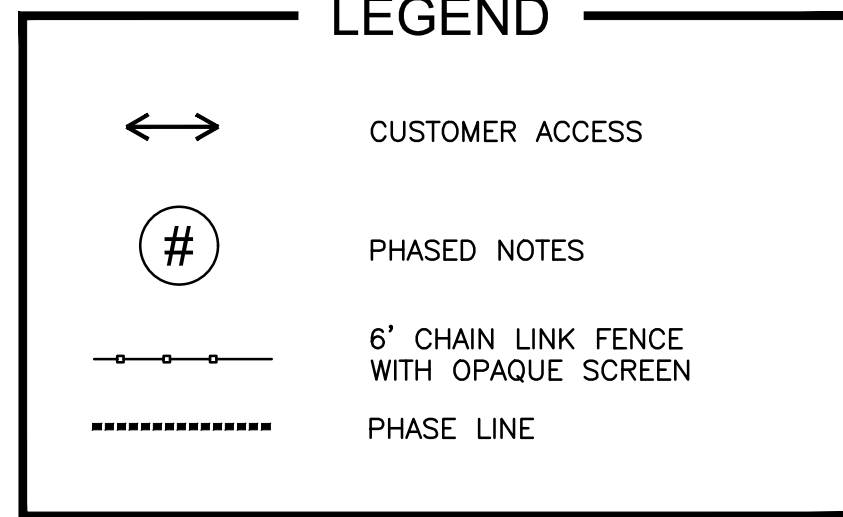 LEGEND
CUSTOMER ACCESS
#
PHASED NOTES
6' CHAIN LINK FENCE
WITH OPAQUE SCREEN
PHASE LINE